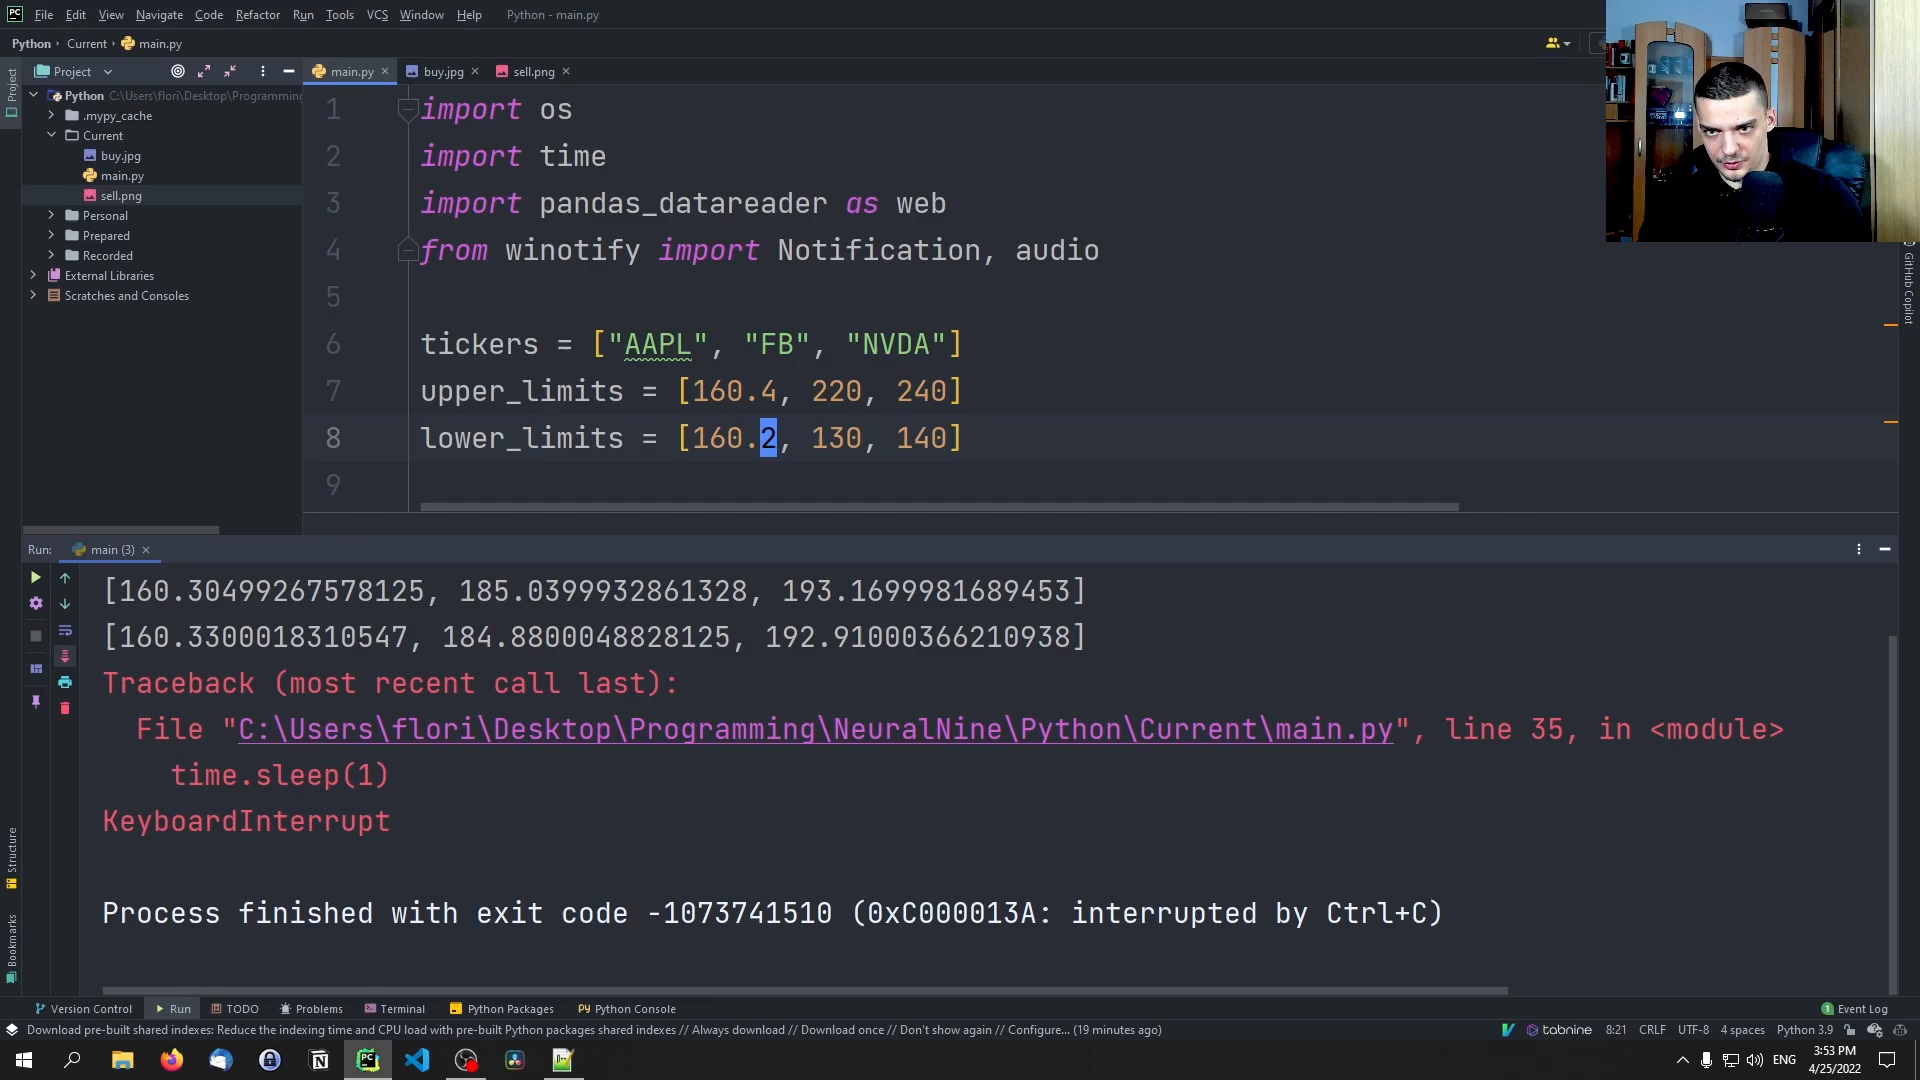 File Edit View Navigate Code Refactor Run Tools VCS Window Help Python - main.py
Python › Current › main.py
Project
main.py
buy.jpg
sell.png
Python C:\Users\flori\Desktop\Programming
.mypy_cache
Current
buy.jpg
main.py
sell.png
Personal
Prepared
Recorded
External Libraries
Scratches and Consoles
Project
Structure
Bookmarks
GitHub Copilot
1 import os
2 import time
3 import pandas_datareader as web
4 from winotify import Notification, audio
5
6 tickers = ["AAPL", "FB", "NVDA"]
7 upper_limits = [160.4, 220, 240]
8 lower_limits = [160.2, 130, 140]
9
Run: main (3)
[160.30499267578125, 185.0399932861328, 193.1699981689453]
[160.3300018310547, 184.8800048828125, 192.91000366210938]
Traceback (most recent call last):
File "C:\Users\flori\Desktop\Programming\NeuralNine\Python\Current\main.py", line 35, in <module>
time.sleep(1)
KeyboardInterrupt
Process finished with exit code -1073741510 (0xC000013A: interrupted by Ctrl+C)
Version Control Run TODO Problems Terminal Python Packages Python Console 1 Event Log
Download pre-built shared indexes: Reduce the indexing time and CPU load with pre-built Python packages shared indexes // Always download // Download once // Don't show again // Configure... (19 minutes ago) tabnine 8:21 CRLF UTF-8 4 spaces Python 3.9
ENG
3:53 PM
4/25/2022